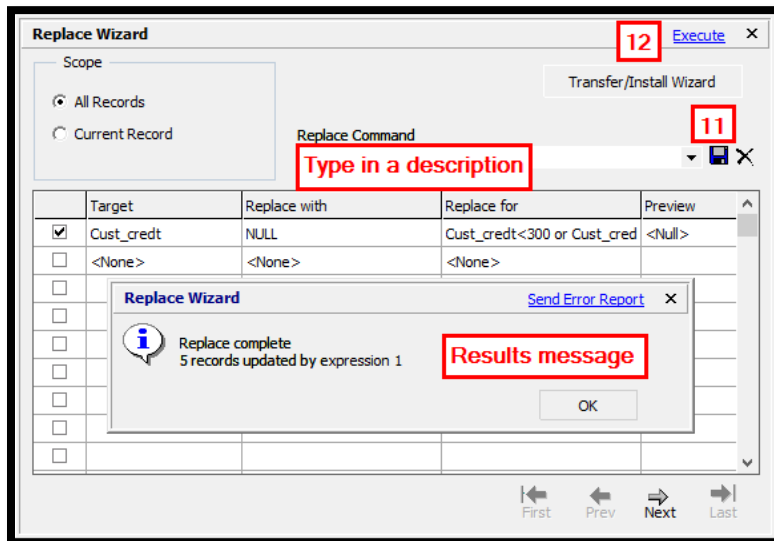 Replace Wizard
12
Execute
Scope
Transfer/Install Wizard
All Records
Current Record
11
Replace Command
Type in a description
Target Replace with Replace for Preview
Cust_credt NULL Cust_credt<300 or Cust_cred <Null>
<None> <None> <None>
Replace Wizard Send Error Report
Replace complete
5 records updated by expression 1
Results message
OK
First Prev Next Last